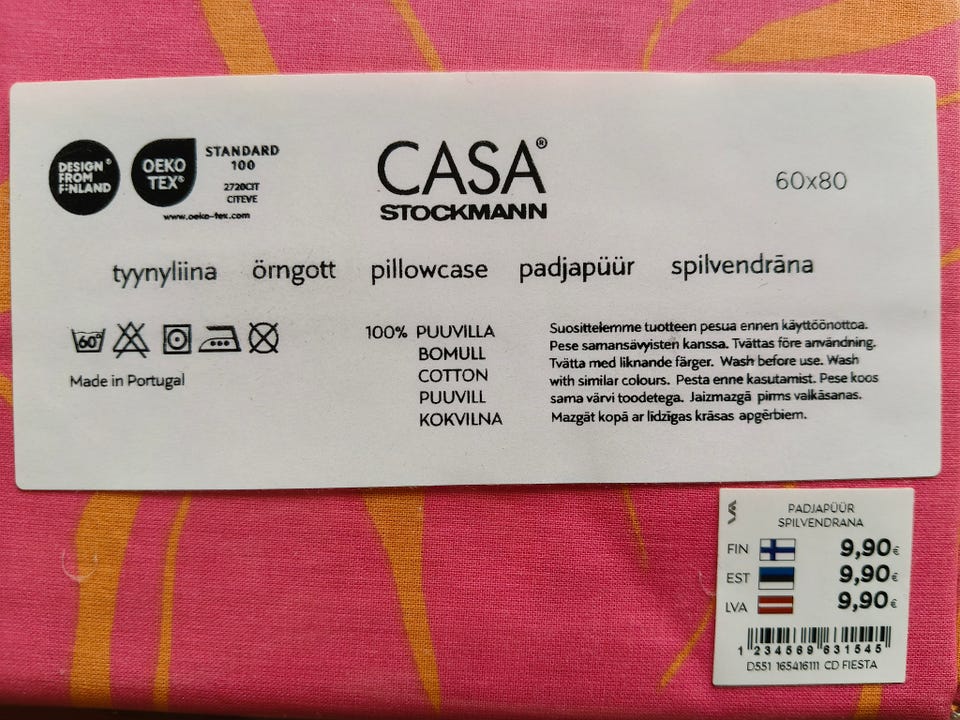 DESIGN®
FROM
FINLAND
OEKO
TEX®
STANDARD
100
2720CIT
CITEVE
www.oeko-tex.com
CASA®
STOCKMANN
60x80
tyynyliina örngott pillowcase padjapüür spilvendrāna
60°
Made in Portugal
100% PUUVILLA
BOMULL
COTTON
PUUVILL
KOKVILNA
Suosittelemme tuotteen pesua ennen käyttöönottoa.
Pese samansävyisten kanssa. Tvättas före användning.
Tvätta med liknande färger. Wash before use. Wash
with similar colours. Pesta enne kasutamist. Pese koos
sama värvi toodetega. Jaizmazgā pirms valkāsanas.
Mazgāt kopā ar līdzīgas krāsas apģērbiem.
PADJAPÜÜR
SPILVENDRANA
FIN 9,90€
EST 9,90€
LVA 9,90€
1 234569 631545
D551 165416111 CD FIESTA